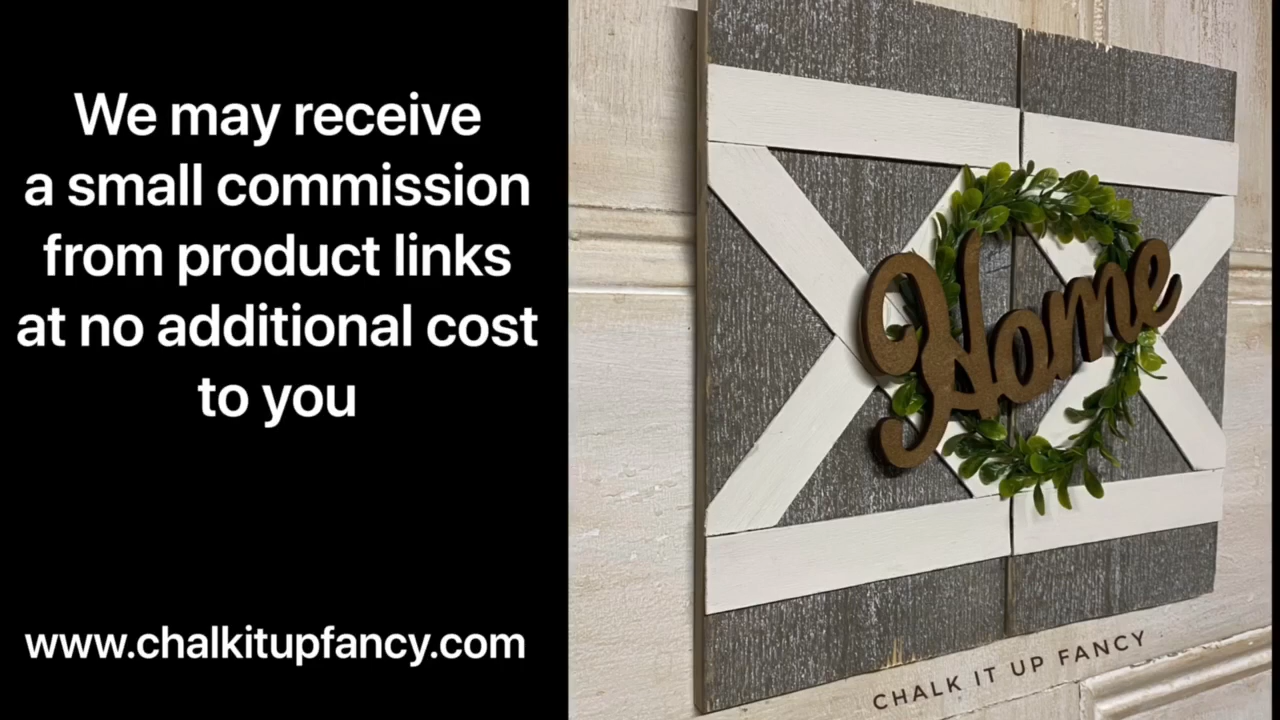 We may receive
a small commission
from product links
at no additional cost
to you
www.chalkitupfancy.com
Home
CHALK IT UP FANCY